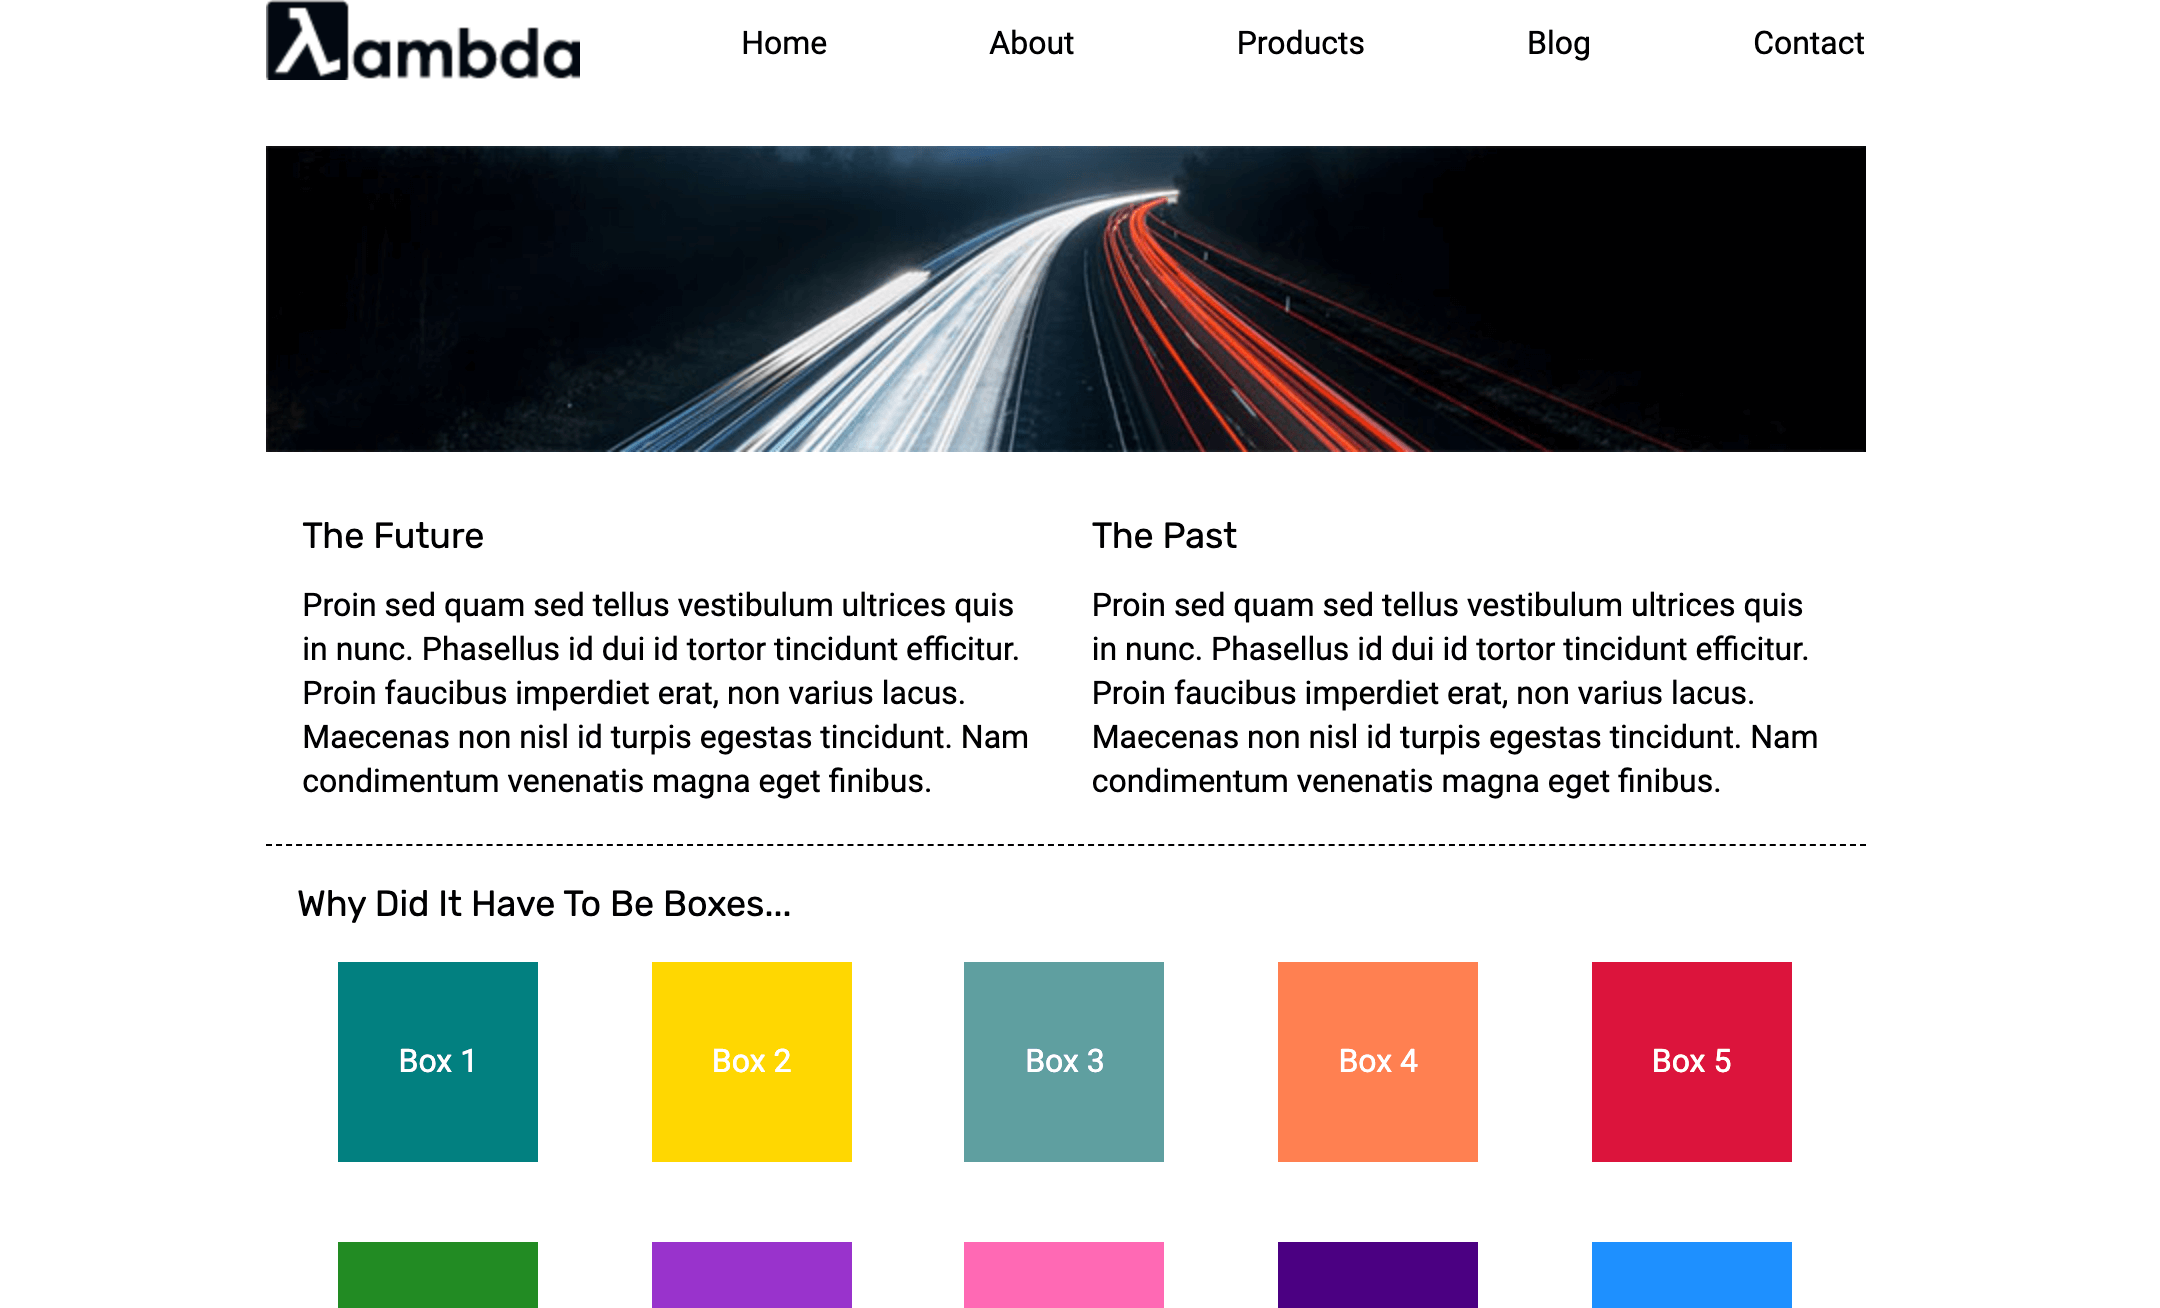 λambda
Home
About
Products
Blog
Contact
The Future
Proin sed quam sed tellus vestibulum ultrices quis
in nunc. Phasellus id dui id tortor tincidunt efficitur.
Proin faucibus imperdiet erat, non varius lacus.
Maecenas non nisl id turpis egestas tincidunt. Nam
condimentum venenatis magna eget finibus.
The Past
Proin sed quam sed tellus vestibulum ultrices quis
in nunc. Phasellus id dui id tortor tincidunt efficitur.
Proin faucibus imperdiet erat, non varius lacus.
Maecenas non nisl id turpis egestas tincidunt. Nam
condimentum venenatis magna eget finibus.
Why Did It Have To Be Boxes...
Box 1
Box 2
Box 3
Box 4
Box 5